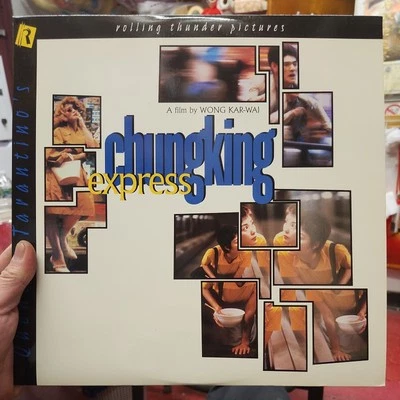 rolling thunder pictures
R
Tarantino's
A film by WONG KAR-WAI
chungking
express